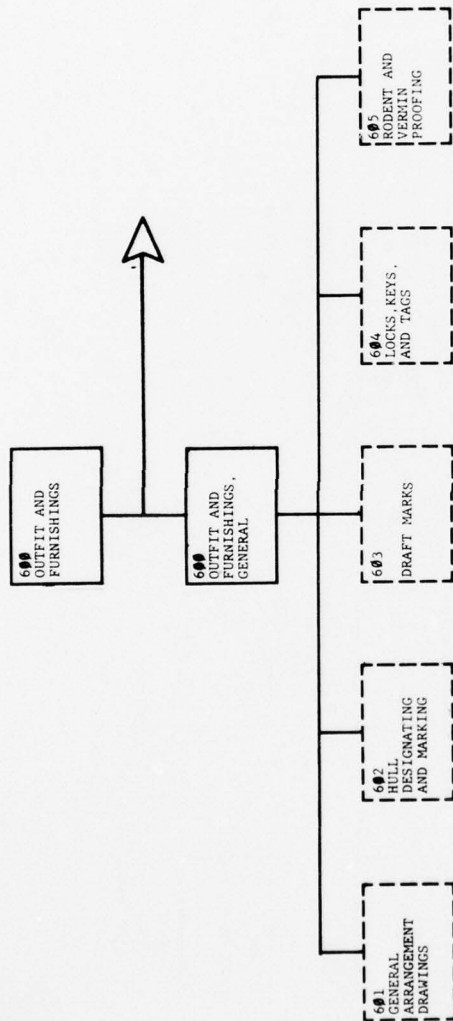 600
OUTFIT AND
FURNISHINGS
600
OUTFIT AND
FURNISHINGS,
GENERAL
601
GENERAL
ARRANGEMENT
DRAWINGS
602
HULL
DESIGNATING
AND MARKING
603
DRAFT MARKS
604
LOCKS, KEYS,
AND TAGS
605
RODENT AND
VERMIN
PROOFING